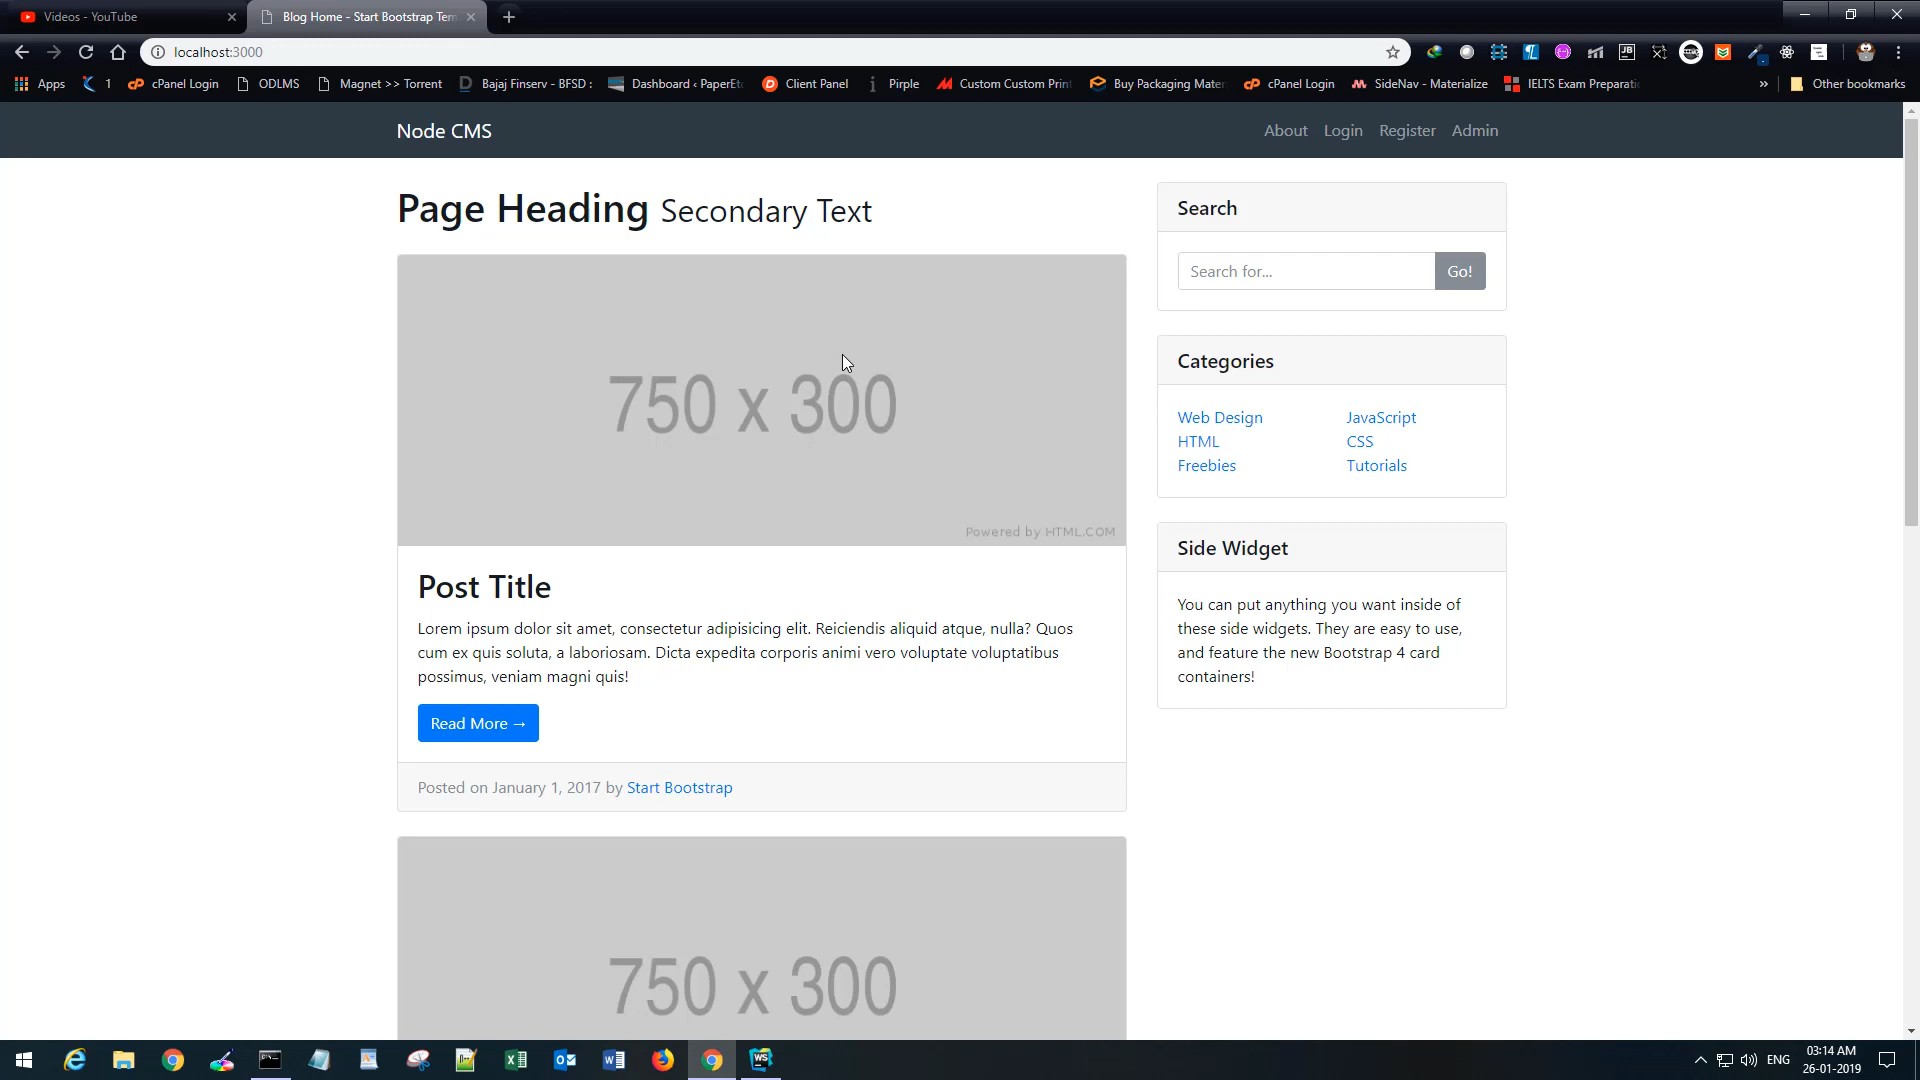 Videos - YouTube
Blog Home - Start Bootstrap Tem
localhost:3000
Apps
1
cPanel Login
ODLMS
Magnet >> Torrent
Bajaj Finserv - BFSD :
Dashboard ‹ PaperEtc
Client Panel
Pirple
Custom Custom Print
Buy Packaging Mater
cPanel Login
SideNav - Materialize
IELTS Exam Preparati
»
Other bookmarks
Node CMS
About
Login
Register
Admin
Page Heading Secondary Text
750 x 300
Powered by HTML.COM
Post Title
Lorem ipsum dolor sit amet, consectetur adipisicing elit. Reiciendis aliquid atque, nulla? Quos
cum ex quis soluta, a laboriosam. Dicta expedita corporis animi vero voluptate voluptatibus
possimus, veniam magni quis!
Read More →
Posted on January 1, 2017 by Start Bootstrap
750 x 300
Search
Search for...
Go!
Categories
Web Design
HTML
Freebies
JavaScript
CSS
Tutorials
Side Widget
You can put anything you want inside of
these side widgets. They are easy to use,
and feature the new Bootstrap 4 card
containers!
ENG
03:14 AM
26-01-2019